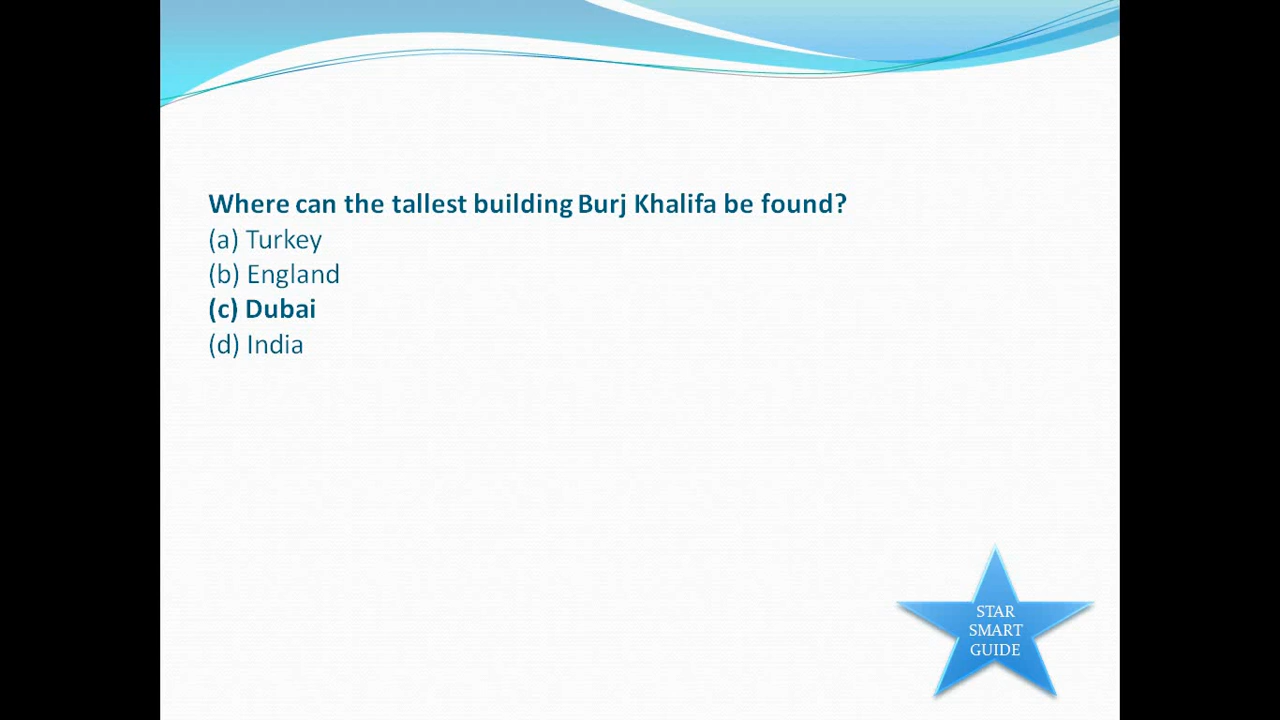 Where can the tallest building Burj Khalifa be found?
(a) Turkey
(b) England
(c) Dubai
(d) India
STAR
SMART
GUIDE